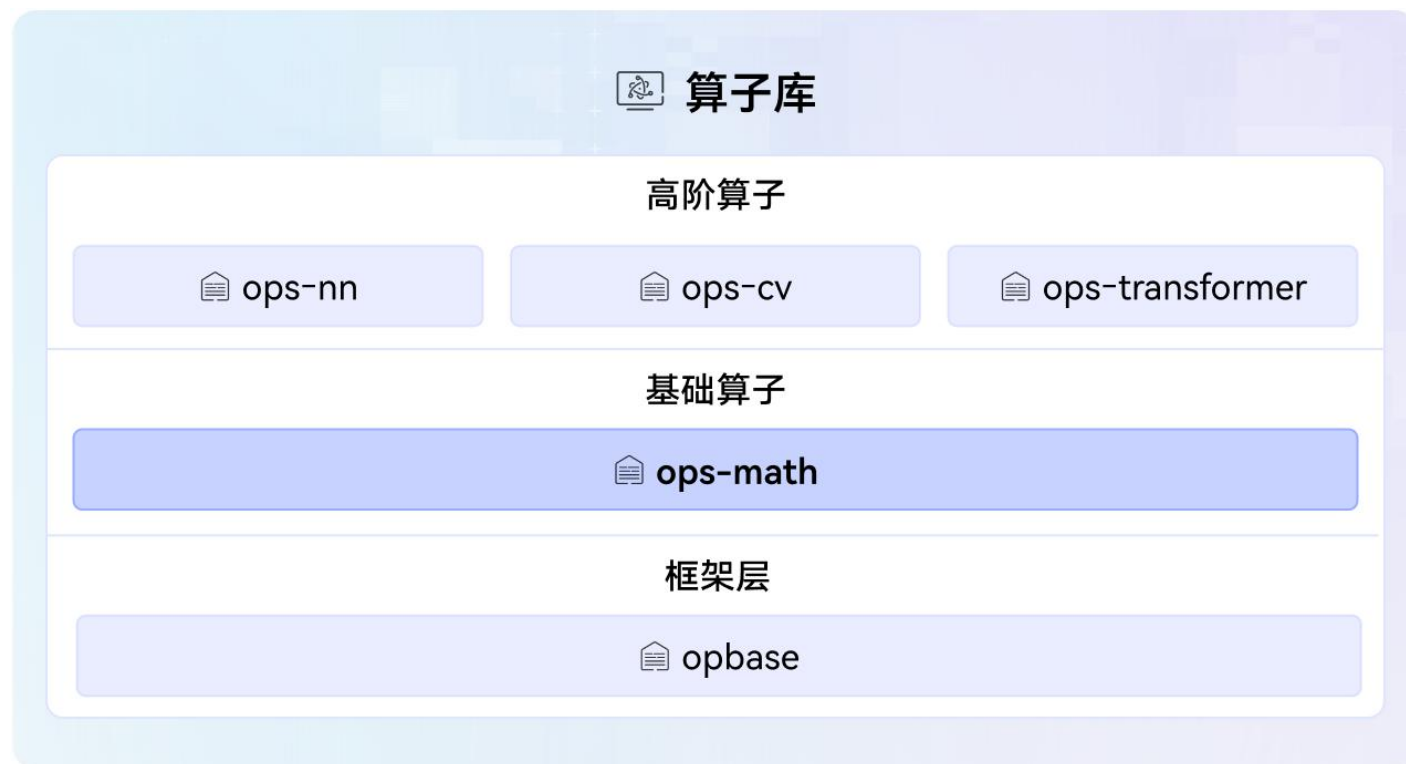 算子库
高阶算子
ops-nn
ops-cv
ops-transformer
基础算子
ops-math
框架层
opbase